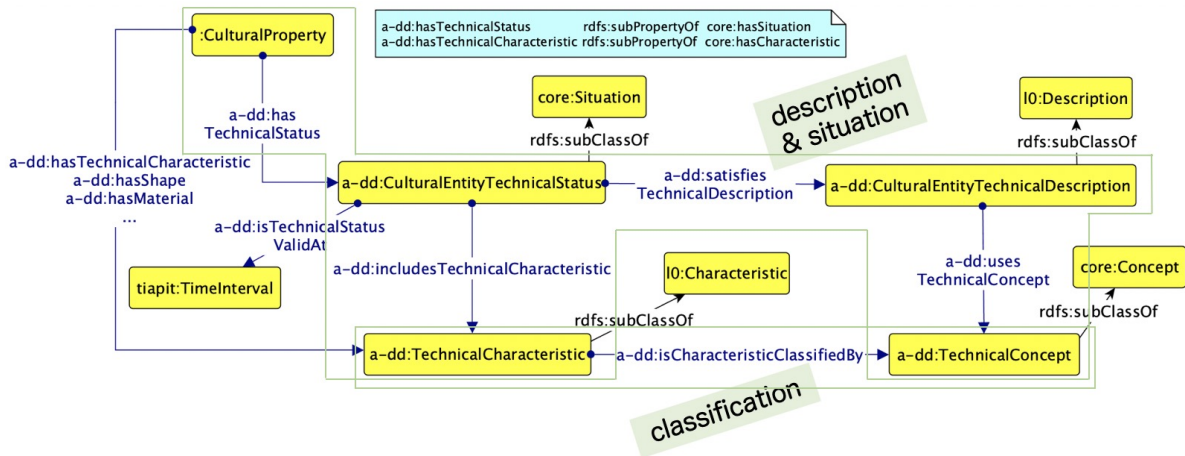 a-dd:hasTechnicalStatus rdfs:subPropertyOf core:hasSituation
a-dd:hasTechnicalCharacteristic rdfs:subPropertyOf core:hasCharacteristic
:CulturalProperty
core:Situation
description
& situation
l0:Description
a-dd:has
TechnicalStatus
rdfs:subClassOf
rdfs:subClassOf
a-dd:hasTechnicalCharacteristic
a-dd:hasShape
a-dd:hasMaterial
...
a-dd:CulturalEntityTechnicalStatus
a-dd:satisfies
TechnicalDescription
a-dd:CulturalEntityTechnicalDescription
a-dd:isTechnicalStatus
ValidAt
tiapit:TimeInterval
a-dd:includesTechnicalCharacteristic
l0:Characteristic
a-dd:uses
TechnicalConcept
core:Concept
rdfs:subClassOf
rdfs:subClassOf
a-dd:TechnicalCharacteristic
a-dd:isCharacteristicClassifiedBy
a-dd:TechnicalConcept
classification